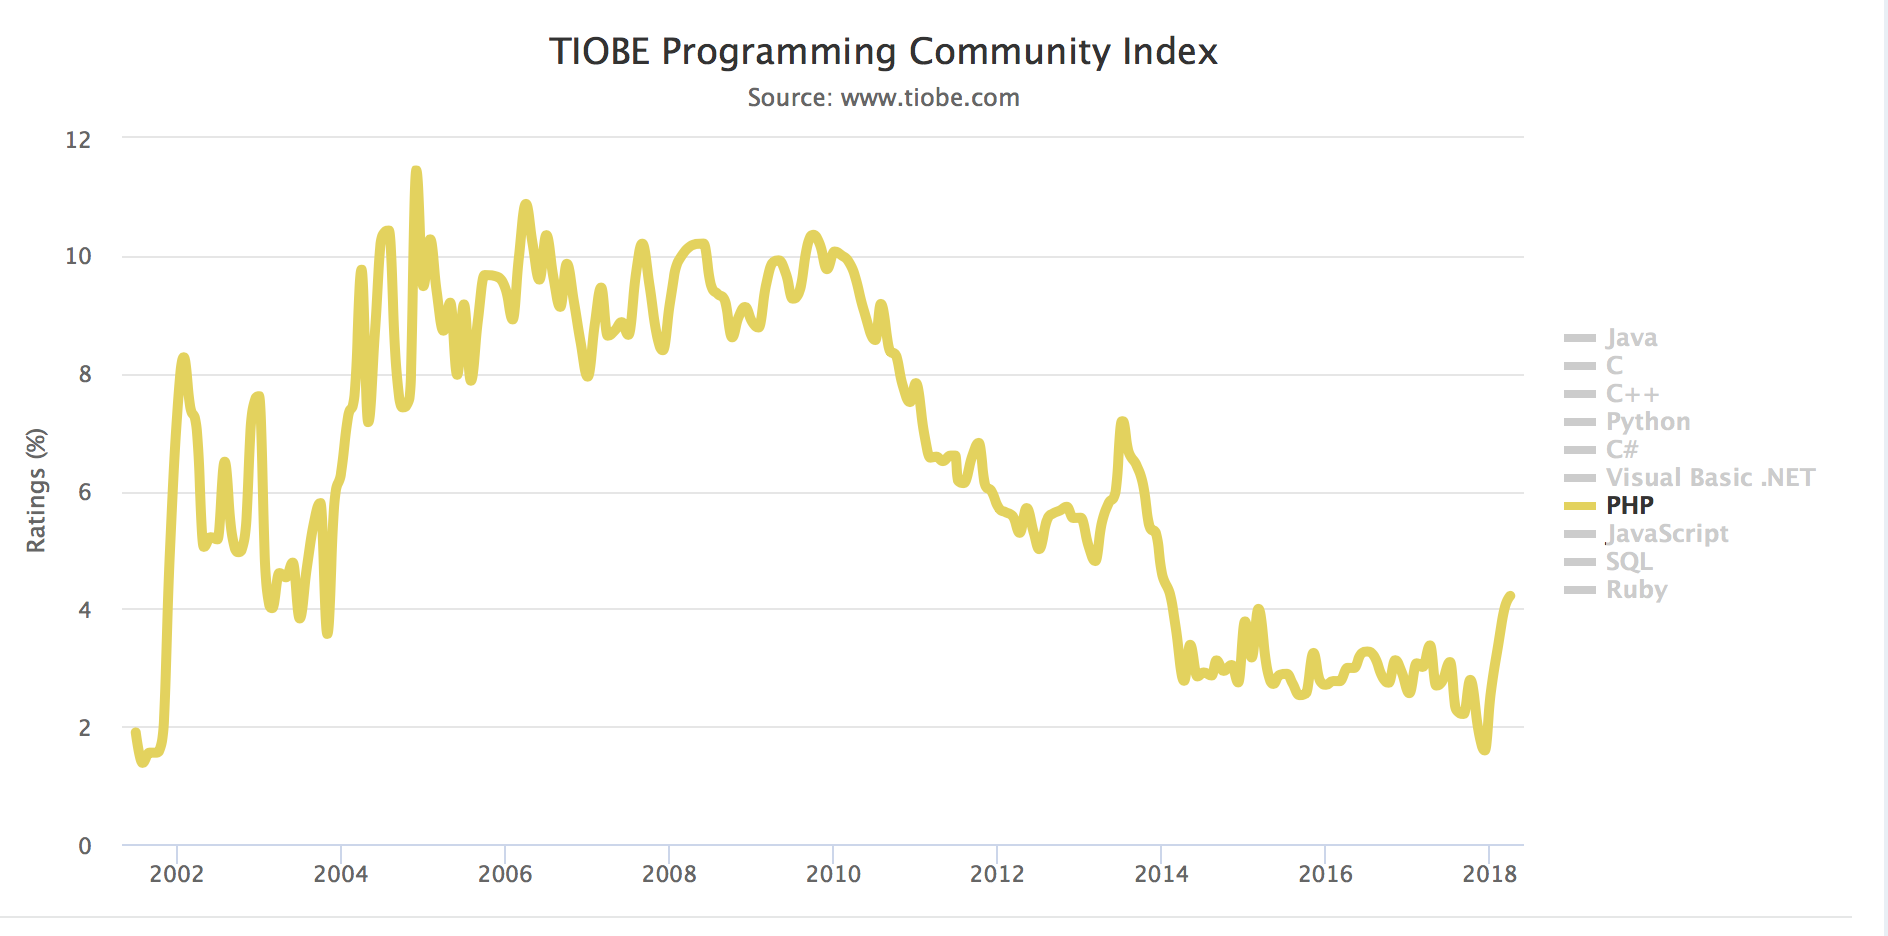 TIOBE Programming Community Index
Source: www.tiobe.com
12
10
8
6
4
2
0
Ratings (%)
2002 2004 2006 2008 2010 2012 2014 2016 2018
Java
C
C++
Python
C#
Visual Basic .NET
PHP
JavaScript
SQL
Ruby